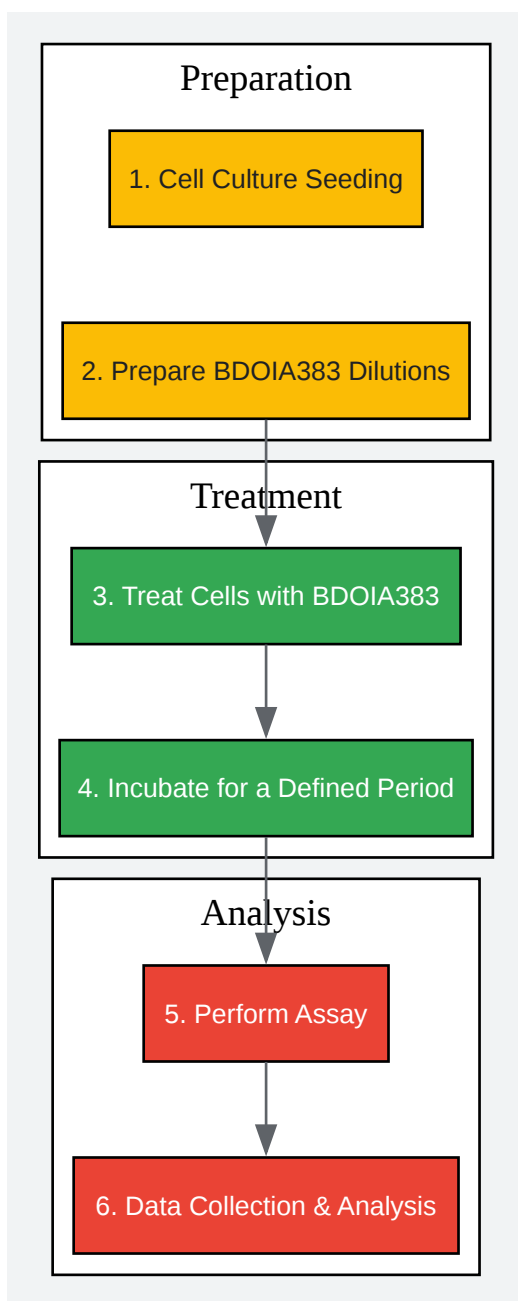 Preparation
1. Cell Culture Seeding
2. Prepare BDOIA383 Dilutions
Treatment
3. Treat Cells with BDOIA383
4. Incubate for a Defined Period
Analysis
5. Perform Assay
6. Data Collection & Analysis